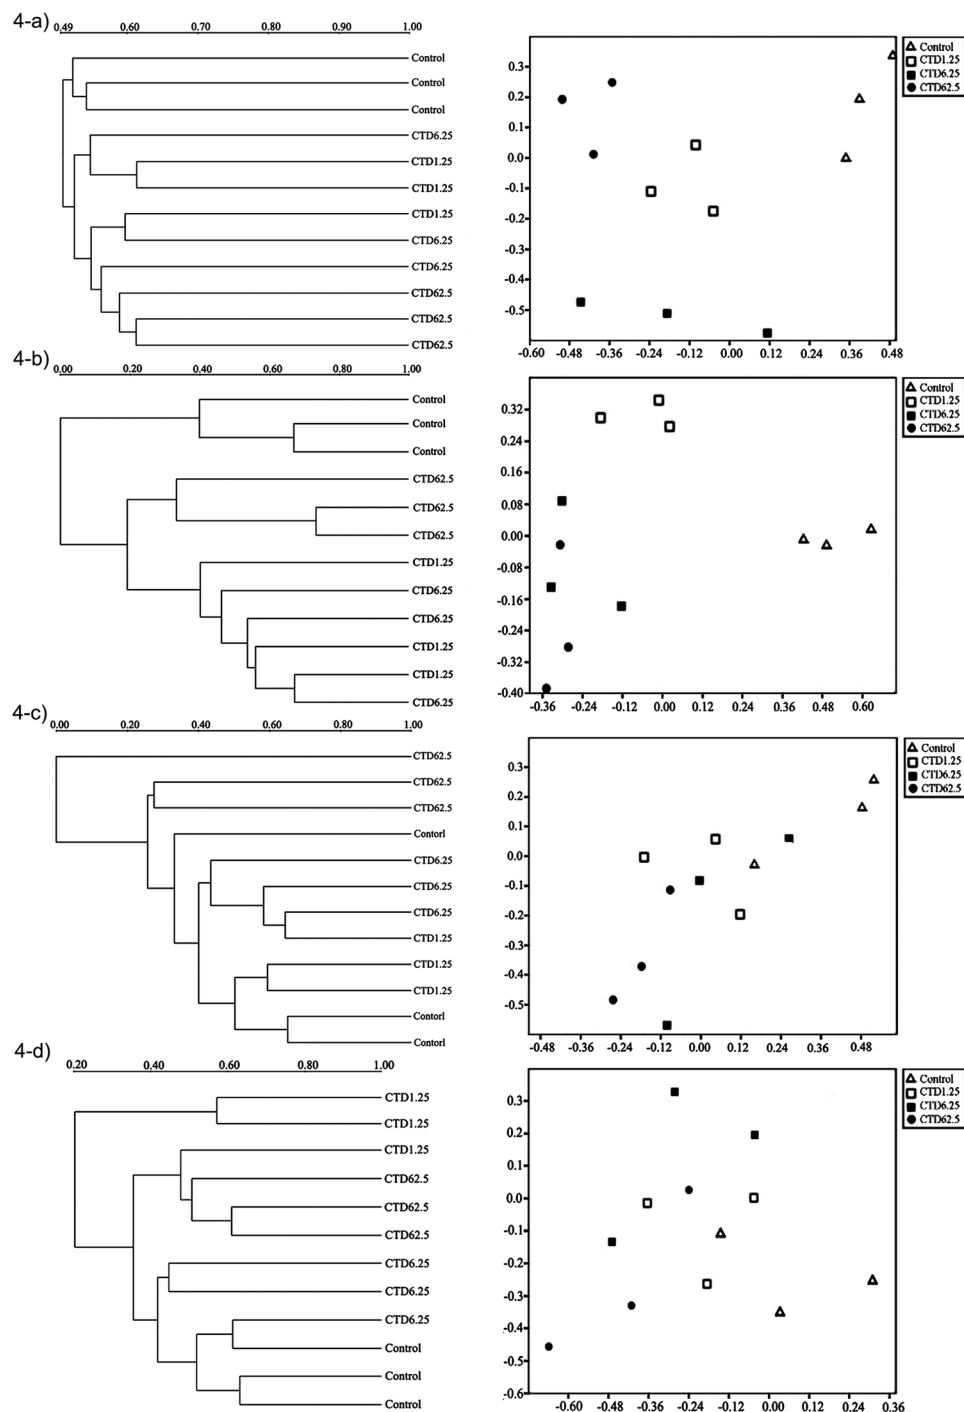 4-a)
0.49 0.60 0.70 0.80 0.90 1.00
Control
Control
Control
CTD6.25
CTD1.25
CTD1.25
CTD1.25
CTD6.25
CTD6.25
CTD62.5
CTD62.5
CTD62.5
0.3
0.2
0.1
0.0
-0.1
-0.2
-0.3
-0.4
-0.5
-0.60 -0.48 -0.36 -0.24 -0.12 0.00 0.12 0.24 0.36 0.48
Control
CTD1.25
CTD6.25
CTD62.5
4-b)
0.00 0.20 0.40 0.60 0.80 1.00
Control
Control
Control
CTD62.5
CTD62.5
CTD62.5
CTD1.25
CTD6.25
CTD6.25
CTD1.25
CTD1.25
CTD6.25
0.32
0.24
0.16
0.08
0.00
-0.08
-0.16
-0.24
-0.32
-0.40
-0.36 -0.24 -0.12 0.00 0.12 0.24 0.36 0.48 0.60
Control
CTD1.25
CTD6.25
CTD62.5
4-c)
0.00 0.20 0.40 0.60 0.80 1.00
CTD62.5
CTD62.5
CTD62.5
Contorl
CTD6.25
CTD6.25
CTD6.25
CTD1.25
CTD1.25
CTD1.25
Contorl
Contorl
0.3
0.2
0.1
0.0
-0.1
-0.2
-0.3
-0.4
-0.5
-0.48 -0.36 -0.24 -0.12 0.00 0.12 0.24 0.36 0.48
Control
CTD1.25
CTD6.25
CTD62.5
4-d)
0.20 0.40 0.60 0.80 1.00
CTD1.25
CTD1.25
CTD1.25
CTD62.5
CTD62.5
CTD62.5
CTD6.25
CTD6.25
CTD6.25
Control
Control
Control
0.3
0.2
0.1
0.0
-0.1
-0.2
-0.3
-0.4
-0.5
-0.6
-0.60 -0.48 -0.36 -0.24 -0.12 0.00 0.12 0.24 0.36
Control
CTD1.25
CTD6.25
CTD62.5